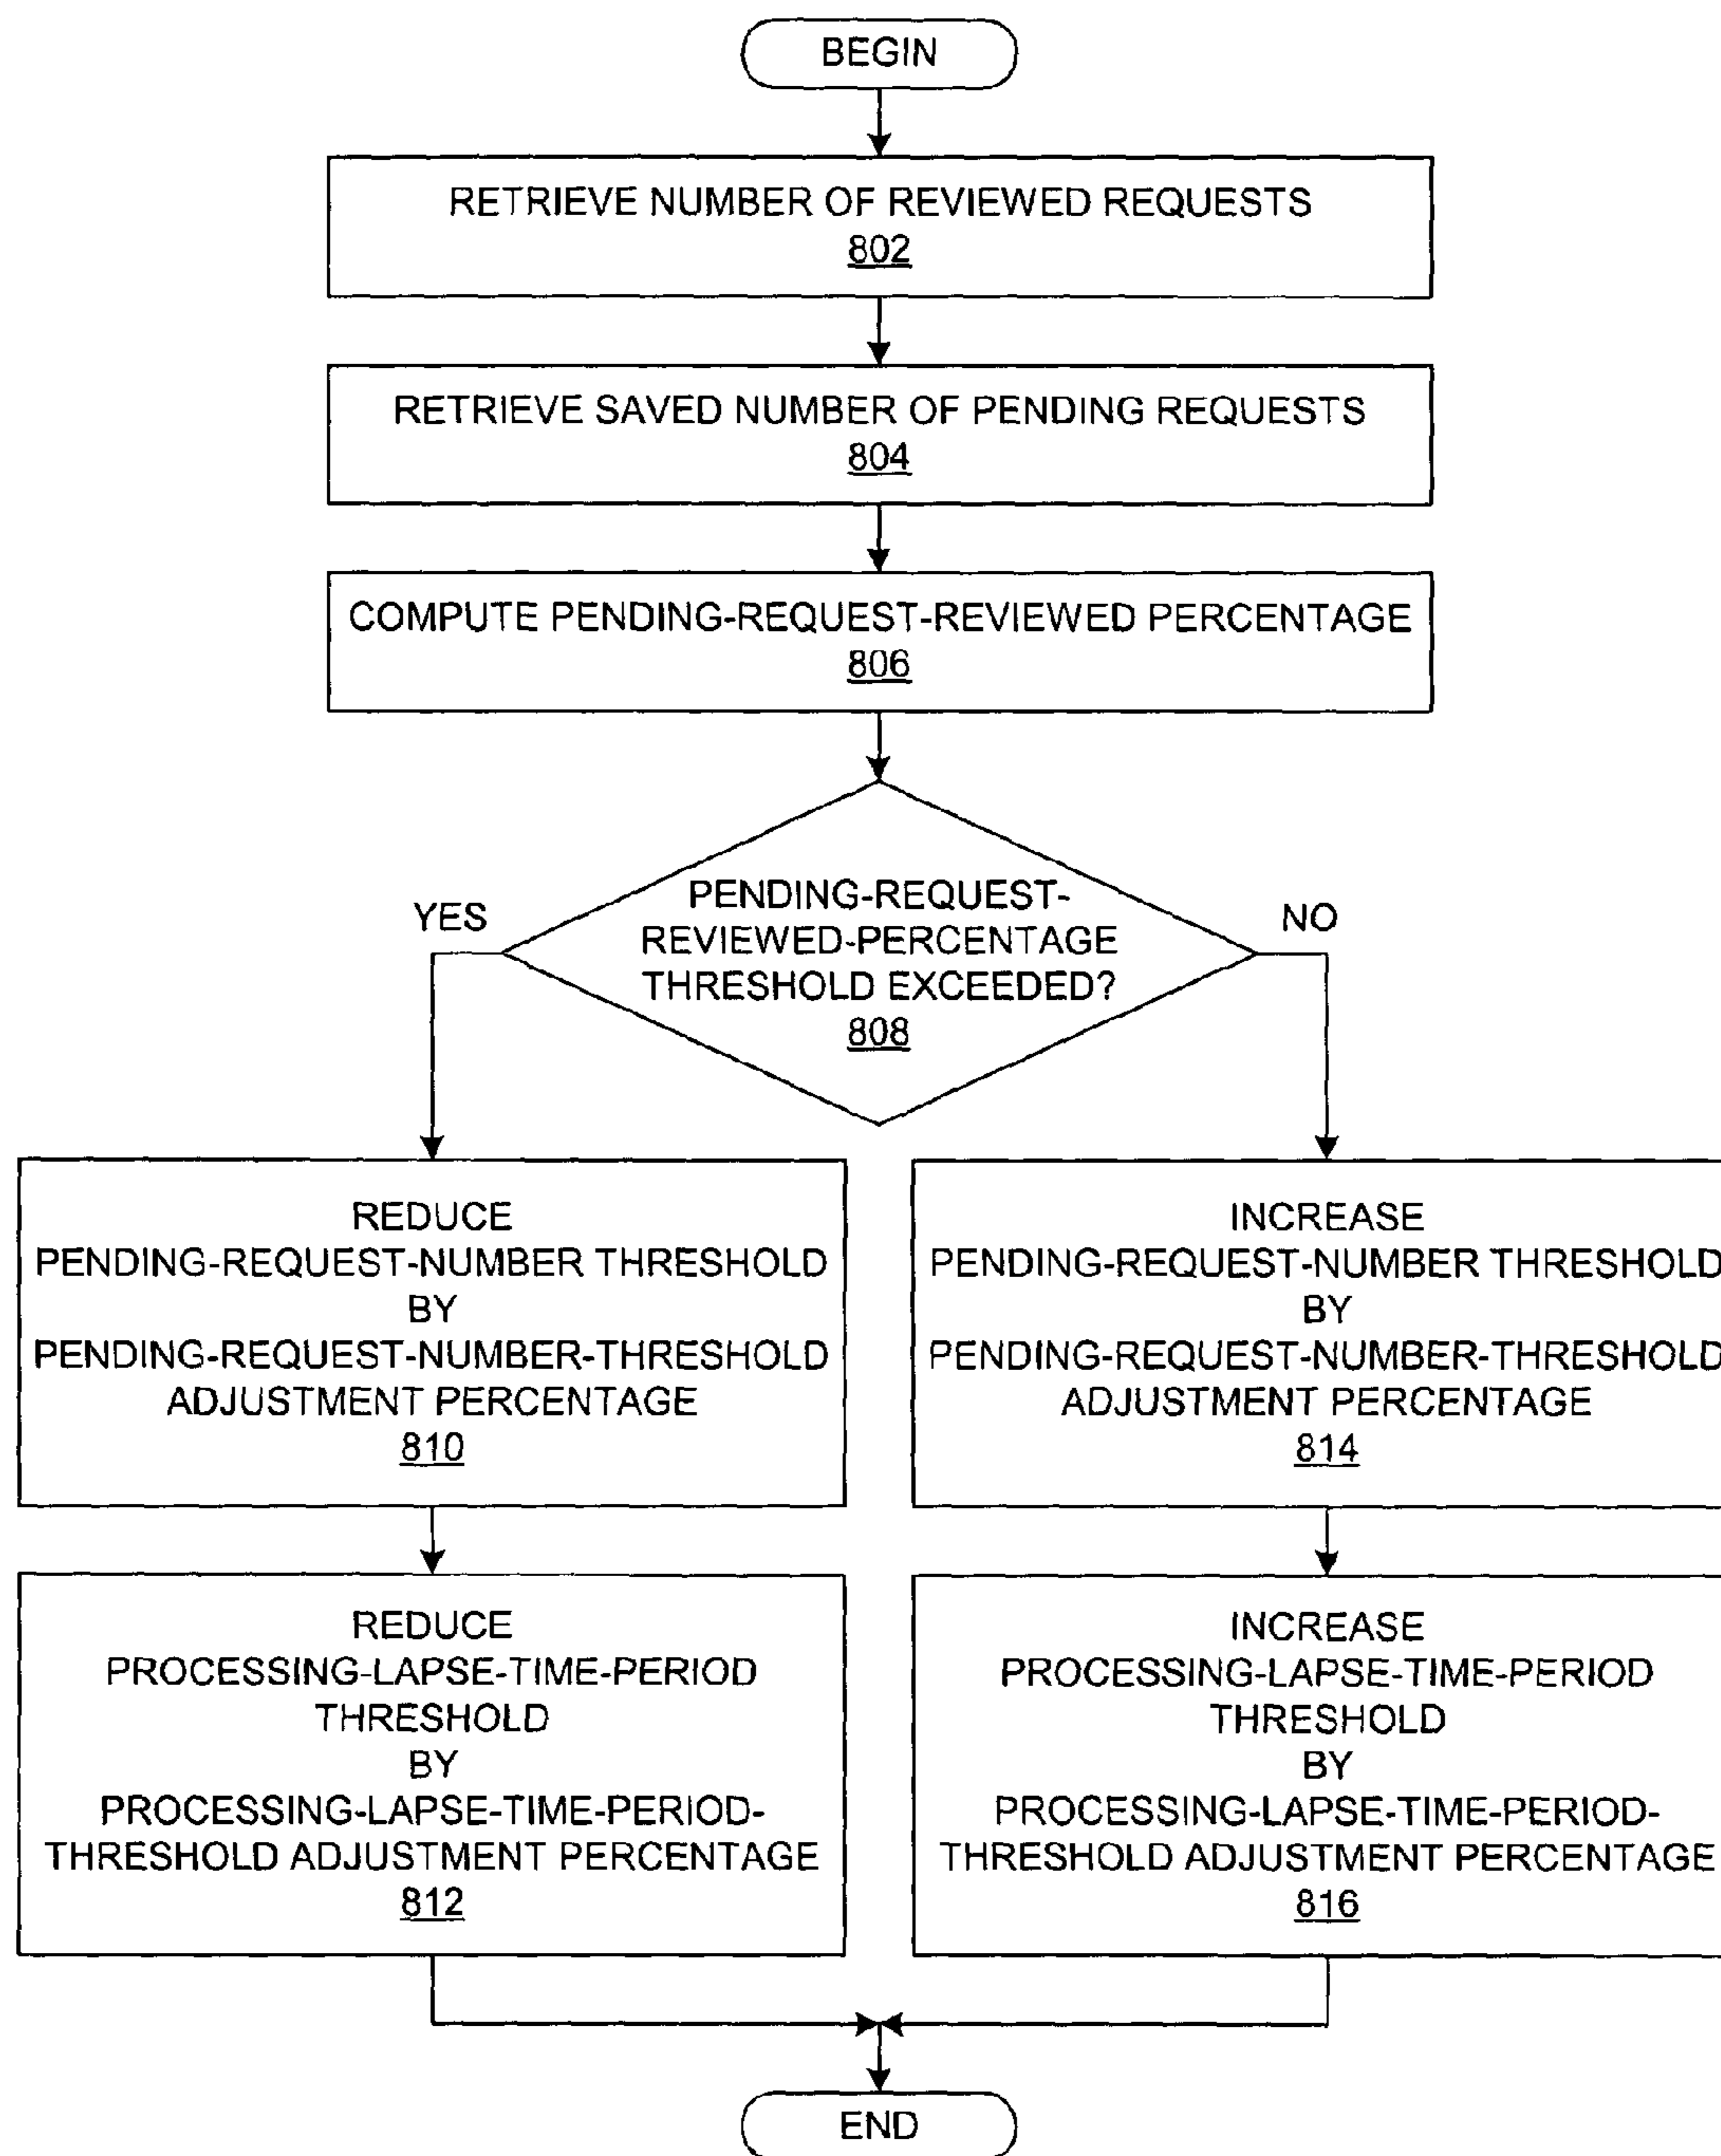 BEGIN
RETRIEVE NUMBER OF REVIEWED REQUESTS
802
RETRIEVE SAVED NUMBER OF PENDING REQUESTS
804
COMPUTE PENDING-REQUEST-REVIEWED PERCENTAGE
806
PENDING-REQUEST-
REVIEWED-PERCENTAGE
THRESHOLD EXCEEDED?
808
YES
NO
REDUCE
PENDING-REQUEST-NUMBER THRESHOLD
BY
PENDING-REQUEST-NUMBER-THRESHOLD
ADJUSTMENT PERCENTAGE
810
INCREASE
PENDING-REQUEST-NUMBER THRESHOLD
BY
PENDING-REQUEST-NUMBER-THRESHOLD
ADJUSTMENT PERCENTAGE
814
REDUCE
PROCESSING-LAPSE-TIME-PERIOD
THRESHOLD
BY
PROCESSING-LAPSE-TIME-PERIOD-
THRESHOLD ADJUSTMENT PERCENTAGE
812
INCREASE
PROCESSING-LAPSE-TIME-PERIOD
THRESHOLD
BY
PROCESSING-LAPSE-TIME-PERIOD-
THRESHOLD ADJUSTMENT PERCENTAGE
816
END